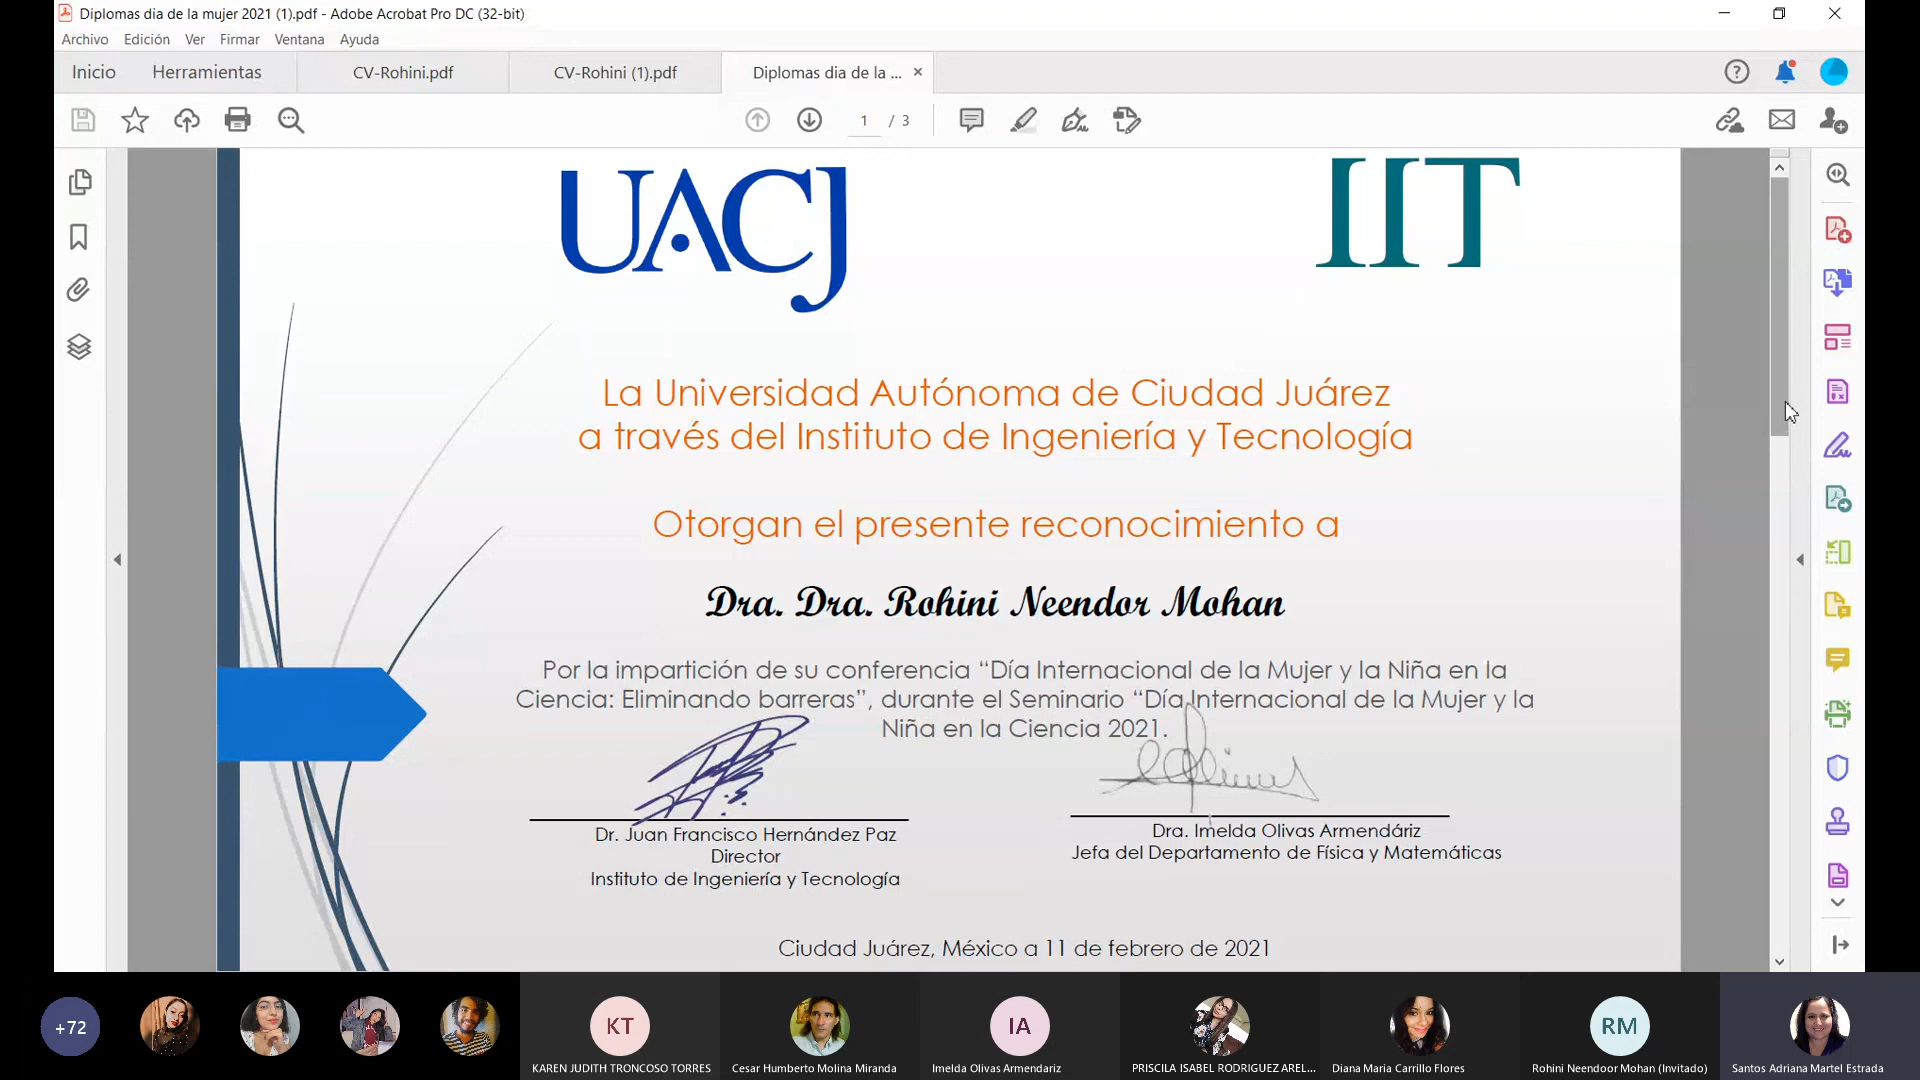 Diplomas dia de la mujer 2021 (1).pdf - Adobe Acrobat Pro DC (32-bit)
Archivo Edición Ver Firmar Ventana Ayuda
Inicio Herramientas CV-Rohini.pdf CV-Rohini (1).pdf Diplomas dia de la ... ×
1 / 3
UACJ IIT
La Universidad Autónoma de Ciudad Juárez
a través del Instituto de Ingeniería y Tecnología
Otorgan el presente reconocimiento a
Dra. Dra. Rohini Neendor Mohan
Por la impartición de su conferencia “Día Internacional de la Mujer y la Niña en la
Ciencia: Eliminando barreras”, durante el Seminario “Día Internacional de la Mujer y la
Niña en la Ciencia 2021.
Dr. Juan Francisco Hernández Paz
Director
Instituto de Ingeniería y Tecnología
Dra. Imelda Olivas Armendáriz
Jefa del Departamento de Física y Matemáticas
Ciudad Juárez, México a 11 de febrero de 2021
+72 KT IA RM
KAREN JUDITH TRONCOSO TORRES Cesar Humberto Molina Miranda Imelda Olivas Armendariz PRISCILA ISABEL RODRIGUEZ AREL... Diana Maria Carrillo Flores Rohini Neendoor Mohan (Invitado) Santos Adriana Martel Estrada